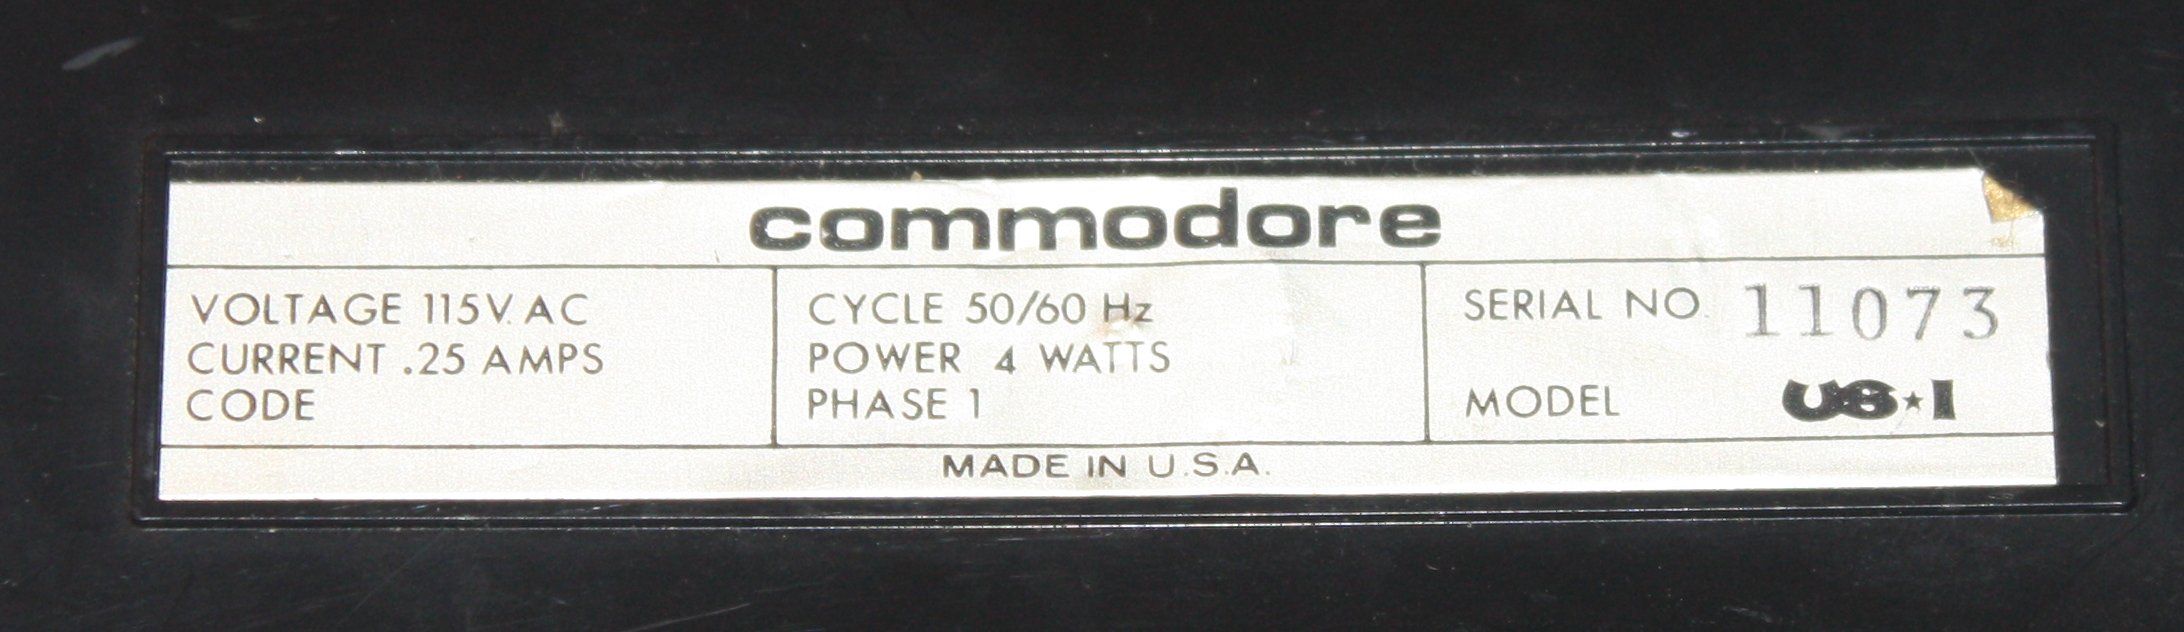 commodore
VOLTAGE 115V. AC
CURRENT .25 AMPS
CODE
CYCLE 50/60 Hz
POWER 4 WATTS
PHASE 1
SERIAL NO. 11073
MODEL US★1
MADE IN U.S.A.